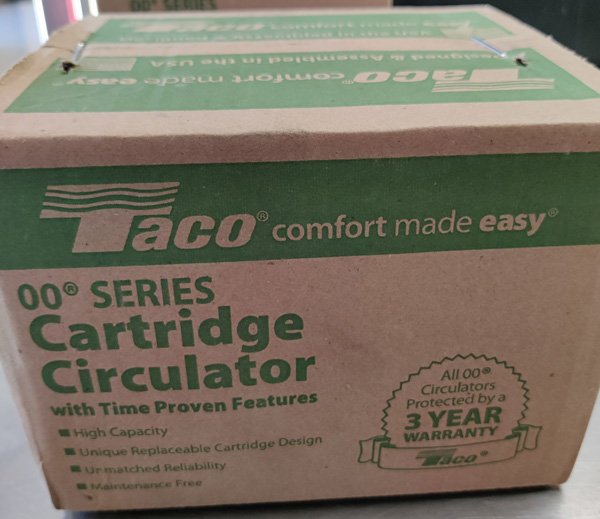 00® SERIES
Taco® comfort made easy®
Designed & Assembled in the USA
Taco® comfort made easy®
00® SERIES
Cartridge
Circulator
with Time Proven Features
High Capacity
Unique Replaceable Cartridge Design
Unmatched Reliability
Maintenance Free
All 00®
Circulators
Protected by a
3 YEAR
WARRANTY
Taco®